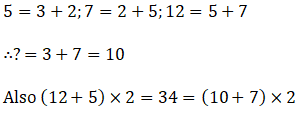 5 = 3 + 2; 7 = 2 + 5; 12 = 5 + 7
∴? = 3 + 7 = 10
Also (12 + 5) × 2 = 34 = (10 + 7) × 2